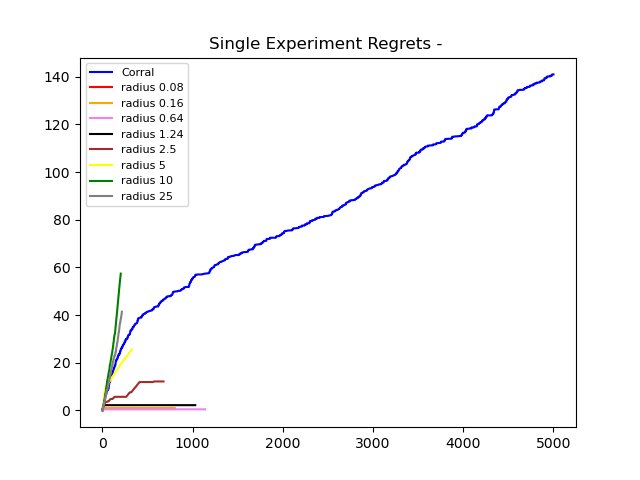 Single Experiment Regrets -
Corral
radius 0.08
radius 0.16
radius 0.64
radius 1.24
radius 2.5
radius 5
radius 10
radius 25
140
120
100
80
60
40
20
0
0 1000 2000 3000 4000 5000